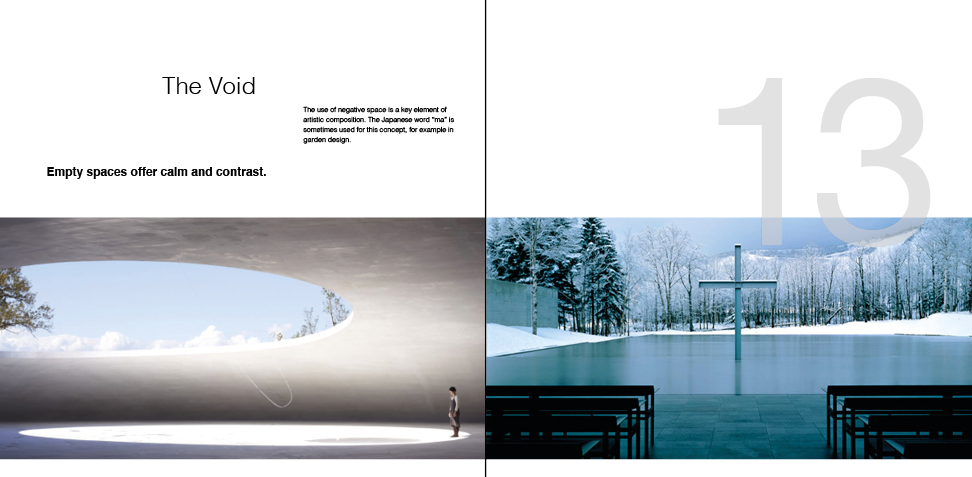 The Void
The use of negative space is a key element of
artistic composition. The Japanese word "ma" is
sometimes used for this concept, for example in
garden design.
Empty spaces offer calm and contrast.
13